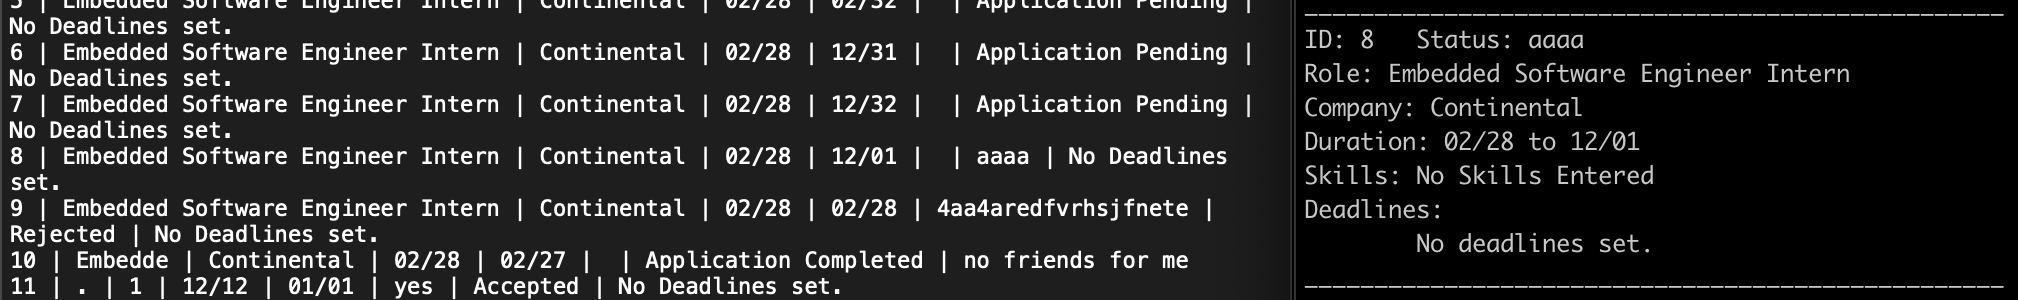 5 | Embedded Software Engineer Intern | Continental | 02/28 | 02/32 |  | Application Pending |
No Deadlines set.
6 | Embedded Software Engineer Intern | Continental | 02/28 | 12/31 |  | Application Pending |
No Deadlines set.
7 | Embedded Software Engineer Intern | Continental | 02/28 | 12/32 |  | Application Pending |
No Deadlines set.
8 | Embedded Software Engineer Intern | Continental | 02/28 | 12/01 |  | aaaa | No Deadlines
set.
9 | Embedded Software Engineer Intern | Continental | 02/28 | 02/28 | 4aa4aredfvrhsjfnete |
Rejected | No Deadlines set.
10 | Embedde | Continental | 02/28 | 02/27 |  | Application Completed | no friends for me
11 | . | 1 | 12/12 | 01/01 | yes | Accepted | No Deadlines set.
ID: 8   Status: aaaa
Role: Embedded Software Engineer Intern
Company: Continental
Duration: 02/28 to 12/01
Skills: No Skills Entered
Deadlines:
        No deadlines set.